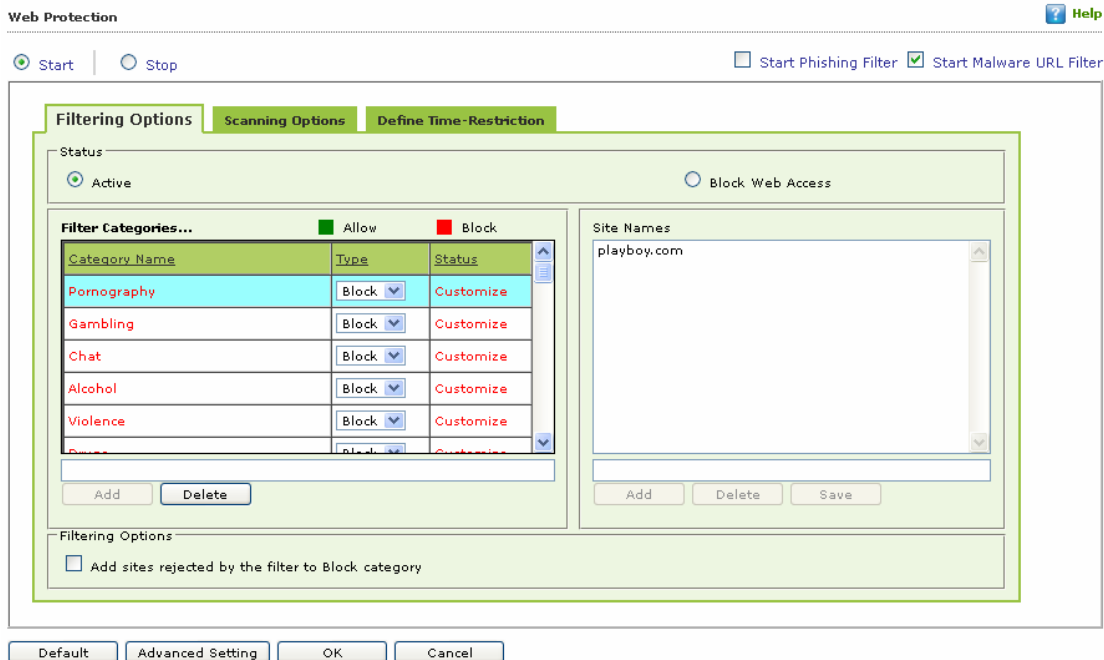 Web Protection
Help
Start
Stop
Start Phishing Filter
Start Malware URL Filter
Filtering Options
Scanning Options
Define Time-Restriction
Status
Active
Block Web Access
Filter Categories...
Allow
Block
Category Name Type Status
Pornography Block Customize
Gambling Block Customize
Chat Block Customize
Alcohol Block Customize
Violence Block Customize
Add
Delete
Site Names
playboy.com
Add
Delete
Save
Filtering Options
Add sites rejected by the filter to Block category
Default
Advanced Setting
OK
Cancel